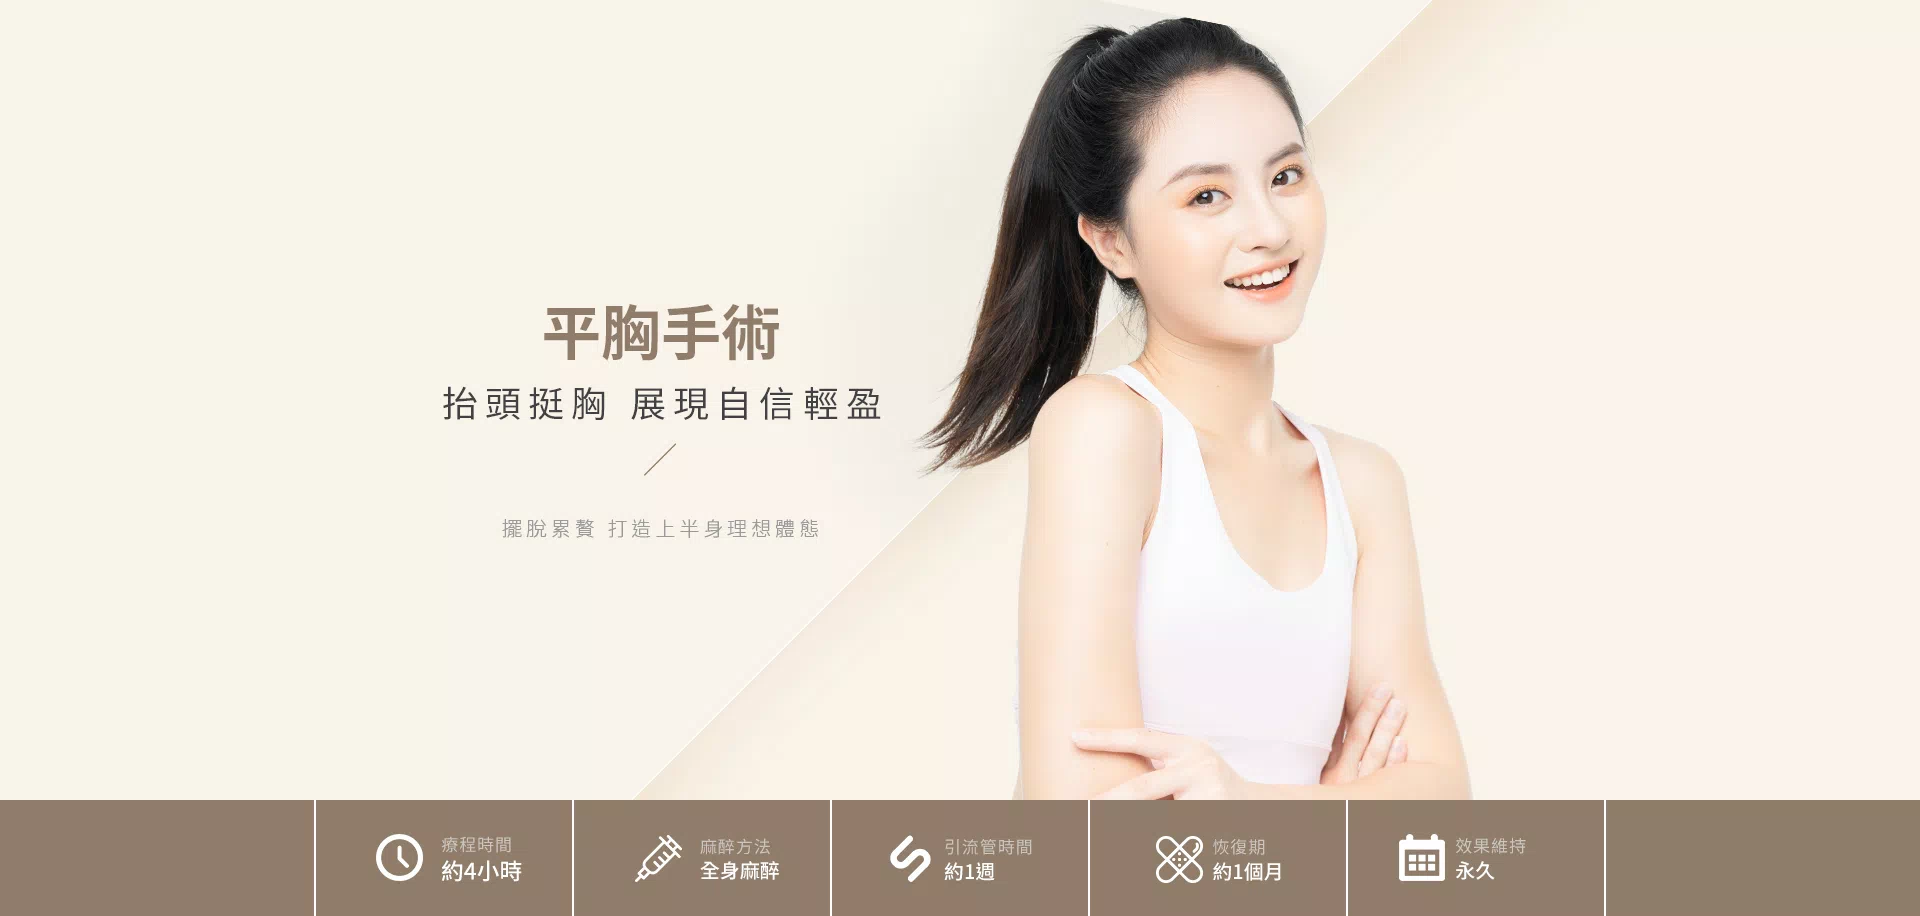 平胸手術
抬頭挺胸 展現自信輕盈
擺脫累贅 打造上半身理想體態
療程時間
約4小時
麻醉方法
全身麻醉
引流管時間
約1週
恢復期
約1個月
效果維持
永久